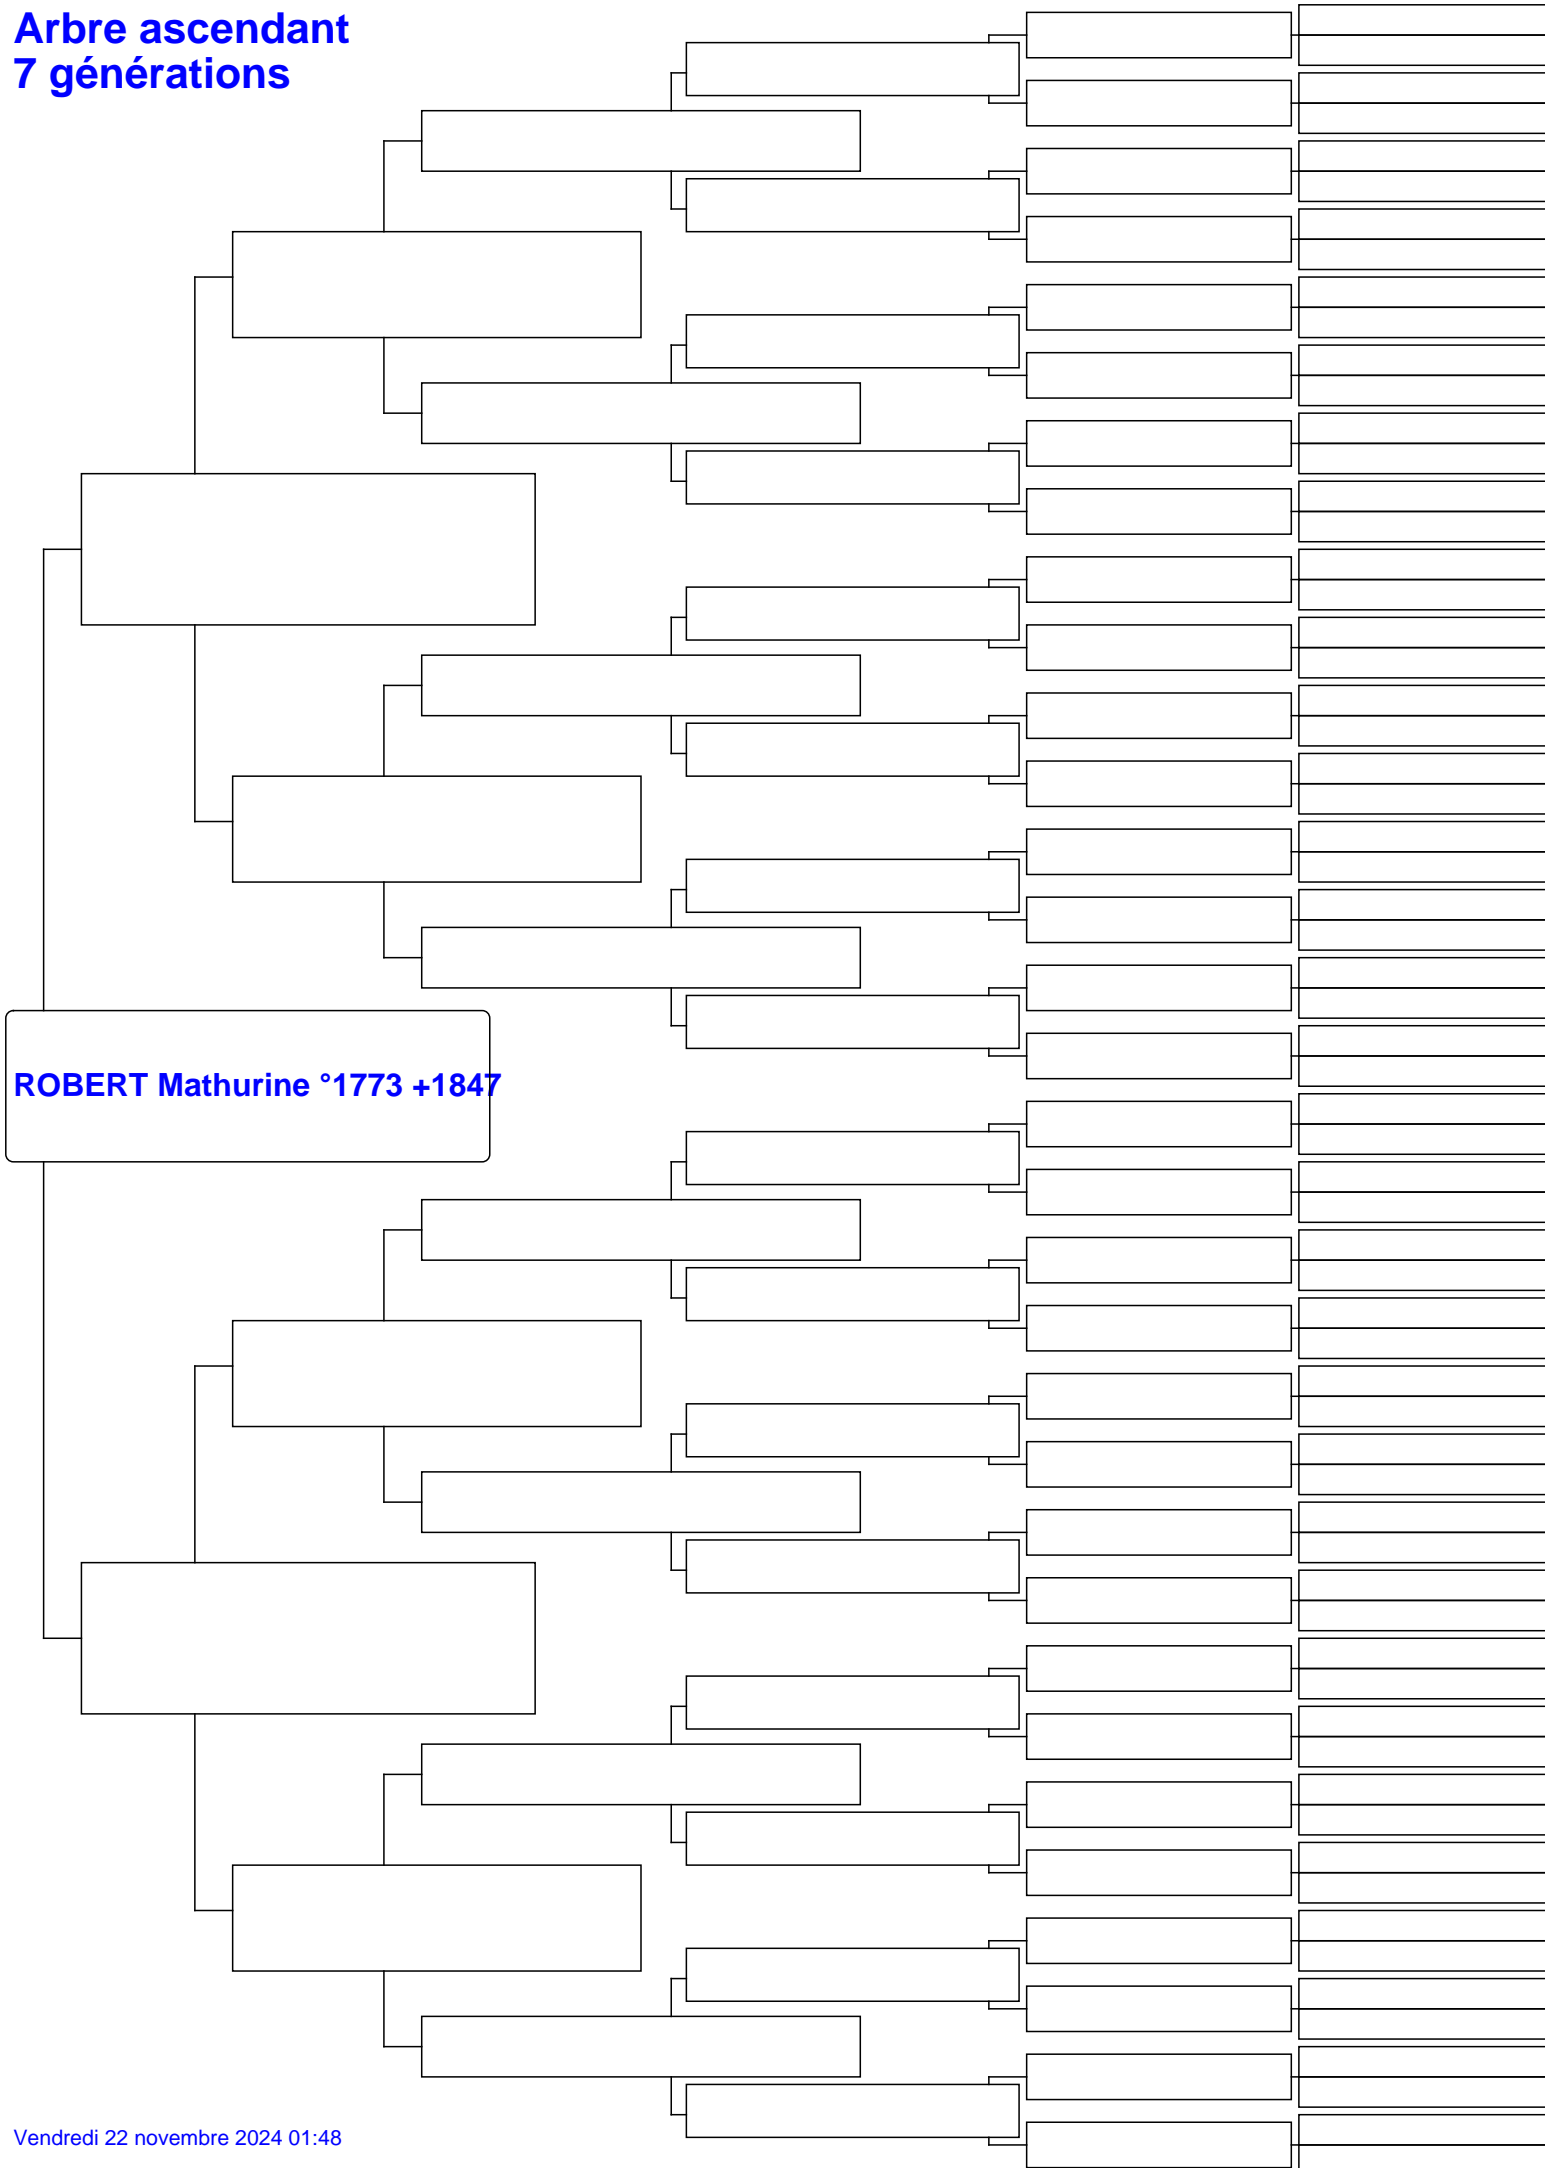 Arbre ascendant
7 générations
ROBERT Mathurine °1773 +1847
Vendredi 22 novembre 2024 01:48